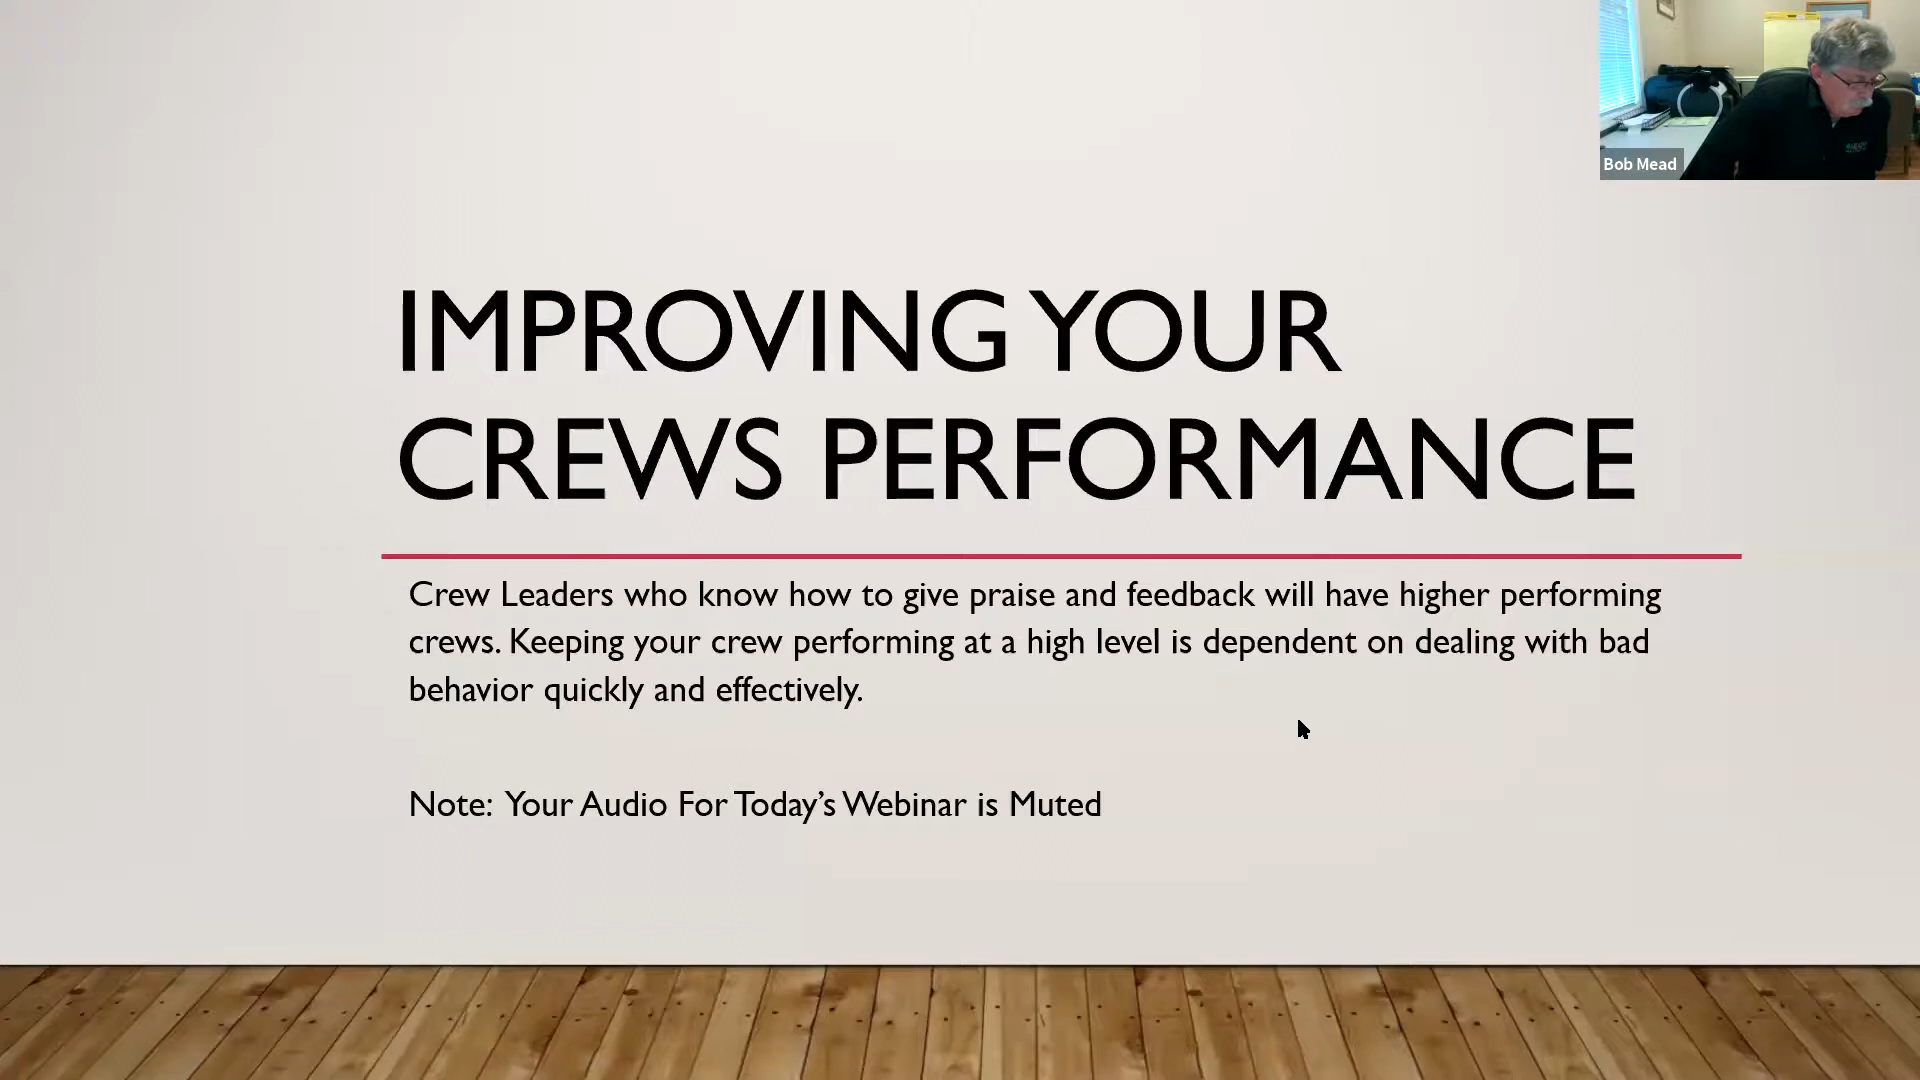 Bob Mead
IMPROVING YOUR
CREWS PERFORMANCE
Crew Leaders who know how to give praise and feedback will have higher performing
crews. Keeping your crew performing at a high level is dependent on dealing with bad
behavior quickly and effectively.
Note: Your Audio For Today’s Webinar is Muted